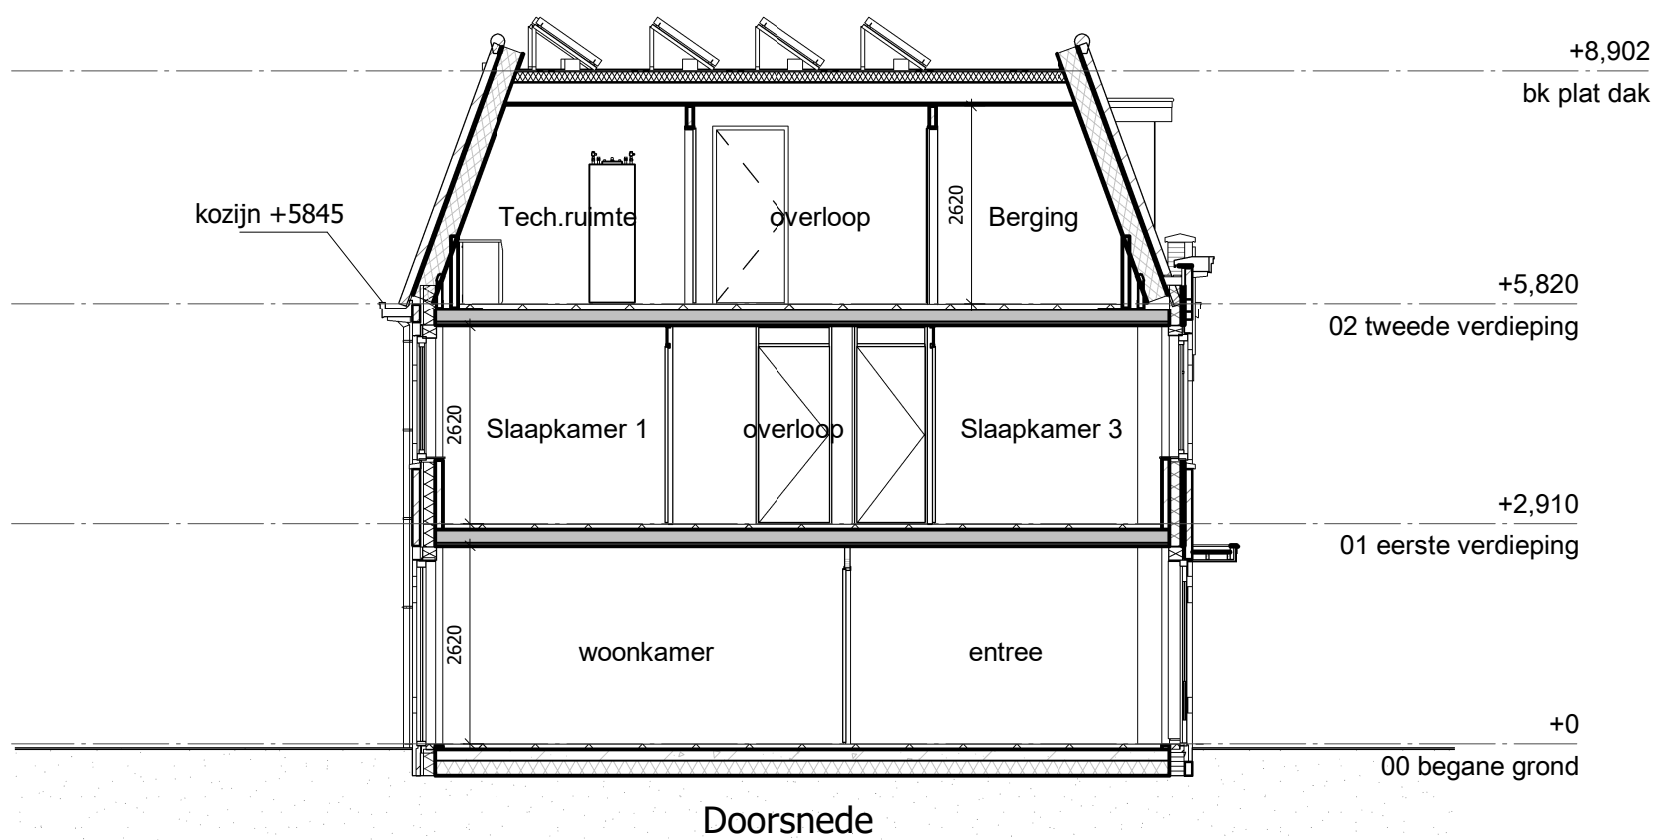 +8,902
bk plat dak
kozijn +5845
Tech.ruimte
overloop
2620
Berging
+5,820
02 tweede verdieping
2620
Slaapkamer 1
overloop
Slaapkamer 3
+2,910
01 eerste verdieping
2620
woonkamer
entree
+0
00 begane grond
Doorsnede